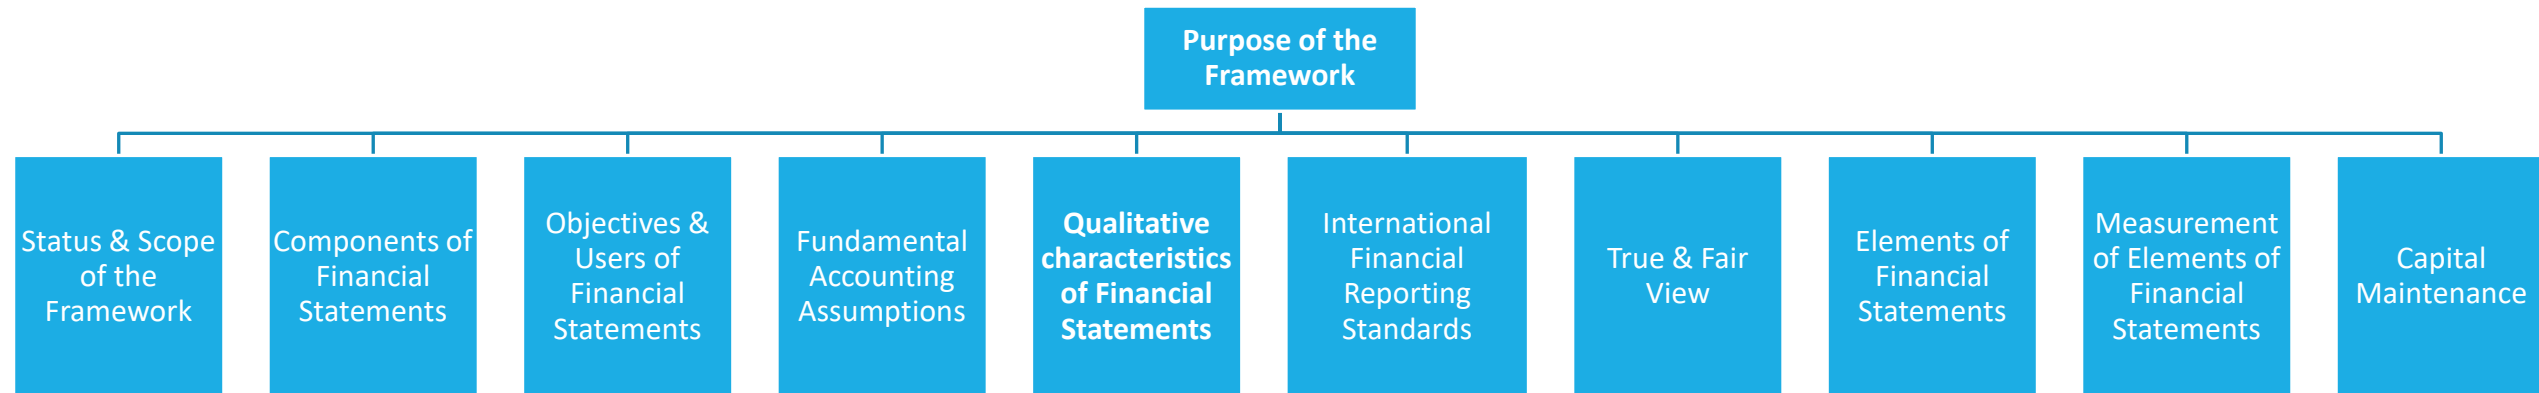 Purpose of the
Framework
Status & Scope
of the
Framework
Components of
Financial
Statements
Objectives &
Users of
Financial
Statements
Fundamental
Accounting
Assumptions
Qualitative
characteristics
of Financial
Statements
International
Financial
Reporting
Standards
True & Fair
View
Elements of
Financial
Statements
Measurement
of Elements of
Financial
Statements
Capital
Maintenance